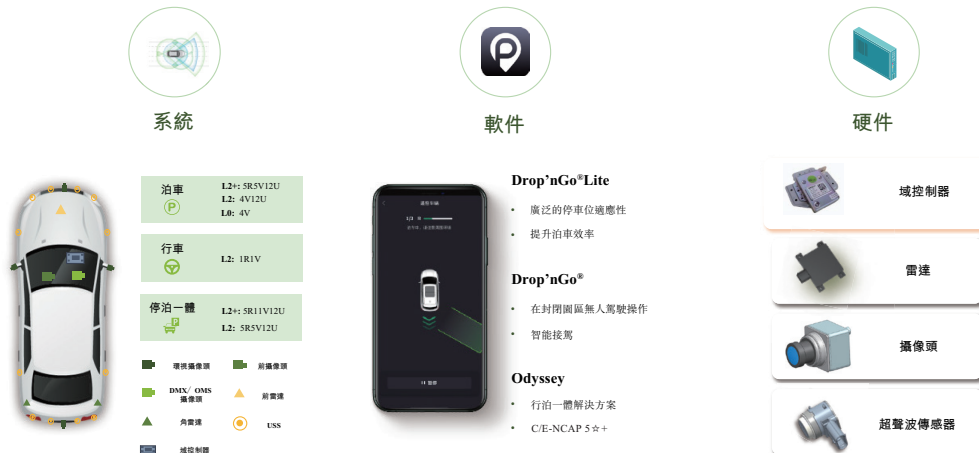 系統
軟件
硬件
泊車
L2+: 5R5V12U
L2: 4V12U
L0: 4V
行車
L2: 1R1V
停泊一體
L2+: 5R11V12U
L2: 5R5V12U
環視攝像頭
前攝像頭
DMX/ OMS
攝像頭
前雷達
角雷達
USS
域控制器
1/3
暫停
Drop’nGo®Lite
• 廣泛的停車位適應性
• 提升泊車效率
Drop’nGo®
• 在封閉園區無人駕駛操作
• 智能接駕
Odyssey
• 行泊一體解決方案
• C/E-NCAP 5☆+
域控制器
雷達
攝像頭
超聲波傳感器